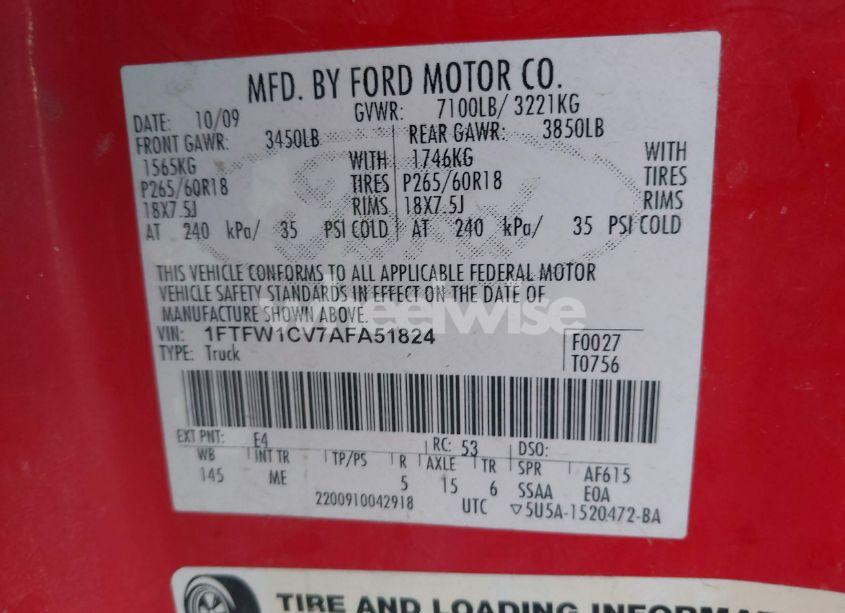 MFD. BY FORD MOTOR CO.
DATE: 10/09 GVWR: 7100LB/ 3221KG
FRONT GAWR: 3450LB REAR GAWR: 3850LB
1565KG WITH 1746KG WITH
P265/60R18 TIRES P265/60R18 TIRES
18X7.5J RIMS 18X7.5J RIMS
AT 240 kPa/ 35 PSI COLD AT 240 kPa/ 35 PSI COLD
THIS VEHICLE CONFORMS TO ALL APPLICABLE FEDERAL MOTOR
VEHICLE SAFETY STANDARDS IN EFFECT ON THE DATE OF
MANUFACTURE SHOWN ABOVE.
VIN: 1FTFW1CV7AFA51824 F0027
TYPE: Truck T0756
EXT PNT: E4 RC: 53 DSO:
WB INT TR TP/PS R AXLE TR SPR AF615
145 ME 5 15 6 SSAA E0A
2200910042918 UTC ▽5U5A-1520472-BA
TIRE AND LOADING INFORMA